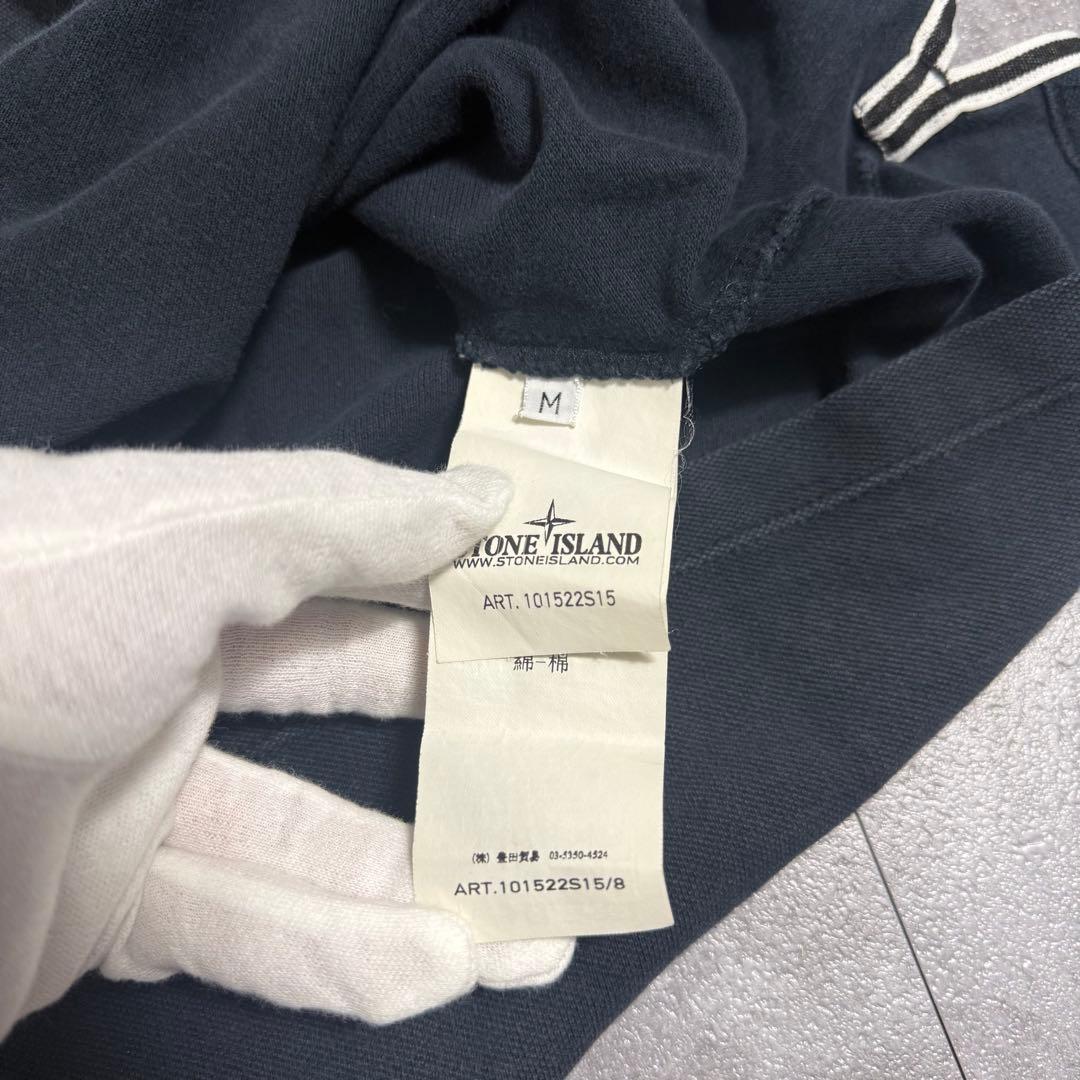 M
STONE ISLAND
WWW.STONEISLAND.COM
ART. 101522S15
綿-棉
(株) 豊田貿易 03-5350-4524
ART.101522S15/8